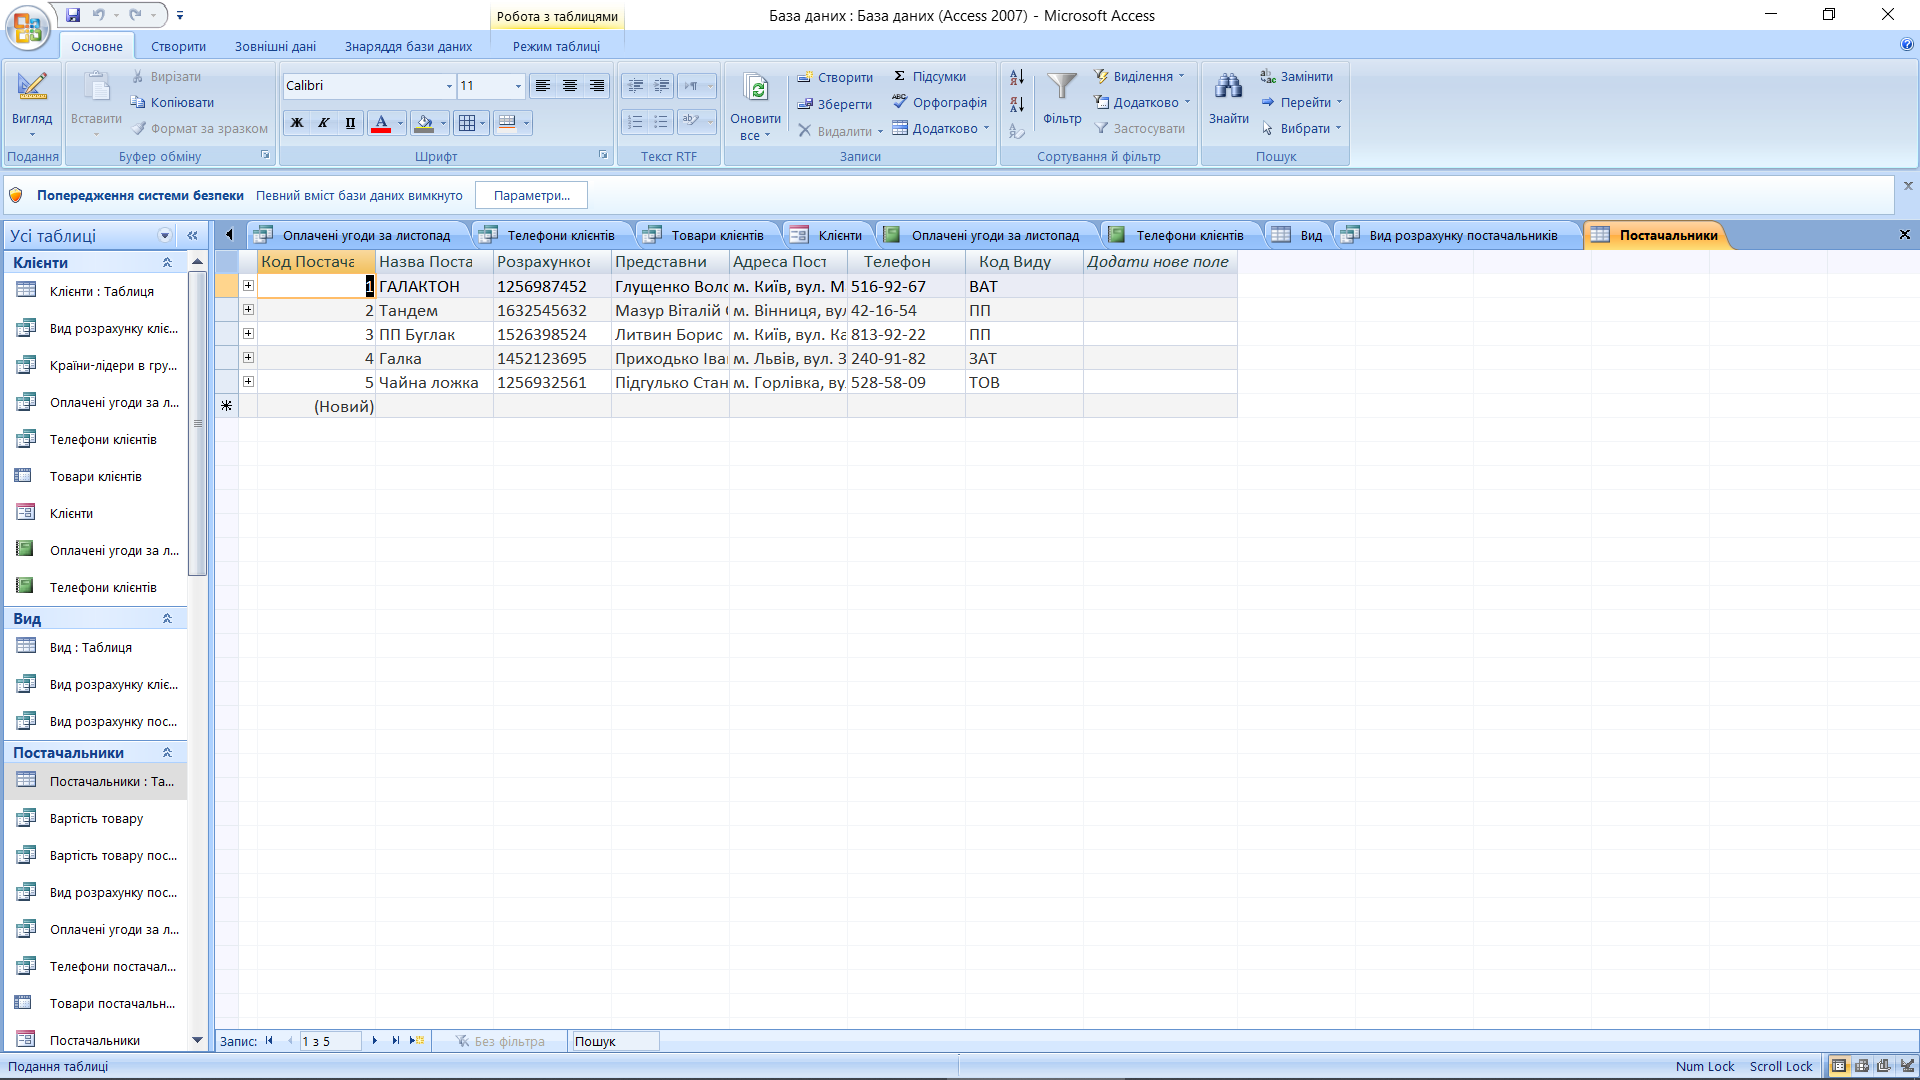 Робота з таблицями
База даних : База даних (Access 2007) - Microsoft Access
Основне Створити Зовнішні дані Знаряддя бази даних Режим таблиці
Вигляд
Подання
Вставити
Вирізати
Копіювати
Формат за зразком
Буфер обміну
Calibri 11
Ж К П А
Шрифт
Текст RTF
Оновити все
Створити
Зберегти
Видалити
Підсумки
Орфографія
Додатково
Записи
Фільтр
Виділення
Додатково
Застосувати
Сортування й фільтр
Знайти
Замінити
Перейти
Вибрати
Пошук
Попередження системи безпеки Певний вміст бази даних вимкнуто Параметри...
Усі таблиці
Клієнти
Клієнти : Таблиця
Вид розрахунку кліє...
Країни-лідери в гру...
Оплачені угоди за л...
Телефони клієнтів
Товари клієнтів
Клієнти
Оплачені угоди за л...
Телефони клієнтів
Вид
Вид : Таблиця
Вид розрахунку кліє...
Вид розрахунку пос...
Постачальники
Постачальники : Та...
Вартість товару
Вартість товару пос...
Вид розрахунку пос...
Оплачені угоди за л...
Телефони постачал...
Товари постачальн...
Постачальники
Оплачені угоди за листопад Телефони клієнтів Товари клієнтів Клієнти Оплачені угоди за листопад Телефони клієнтів Вид Вид розрахунку постачальників Постачальники
Код Постача Назва Поста Розрахунков Представни Адреса Пост Телефон Код Виду Додати нове поле
1 ГАЛАКТОН 1256987452 Глущенко Воло м. Київ, вул. М 516-92-67 ВАТ
2 Тандем 1632545632 Мазур Віталій м. Вінниця, вул 42-16-54 ПП
3 ПП Буглак 1526398524 Литвин Борис м. Київ, вул. Ка 813-92-22 ПП
4 Галка 1452123695 Приходько Іва м. Львів, вул. З 240-91-82 ЗАТ
5 Чайна ложка 1256932561 Підгулько Стан м. Горлівка, ву 528-58-09 ТОВ
(Новий)
Запис: 1 з 5 Без фільтра Пошук
Подання таблиці Num Lock Scroll Lock